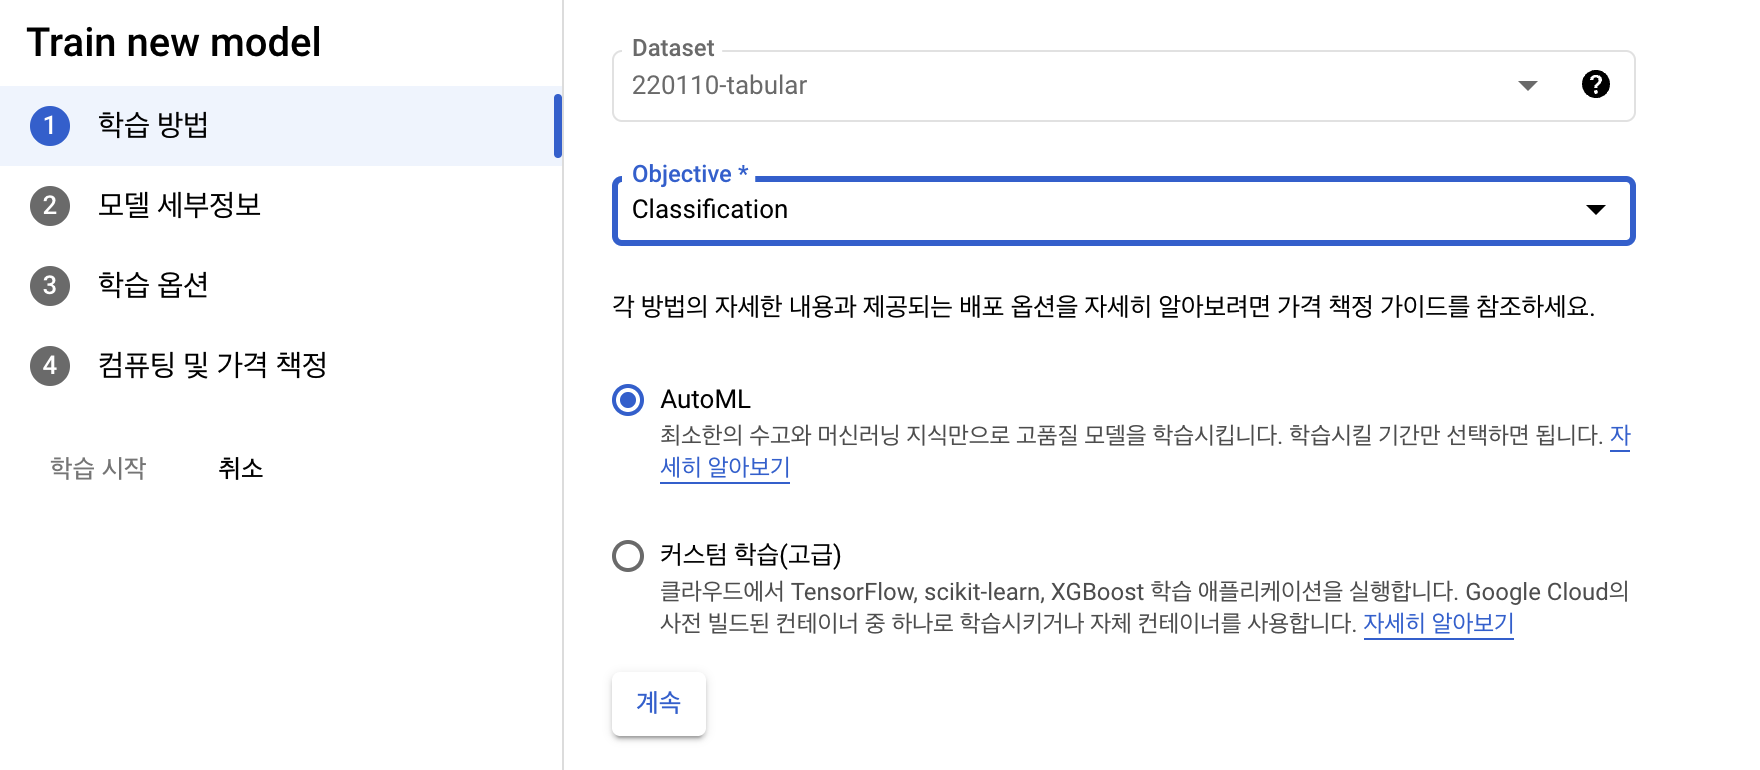 Train new model
1 학습 방법
2 모델 세부정보
3 학습 옵션
4 컴퓨팅 및 가격 책정
학습 시작 취소
Dataset
220110-tabular
?
Objective *
Classification
각 방법의 자세한 내용과 제공되는 배포 옵션을 자세히 알아보려면 가격 책정 가이드를 참조하세요.
AutoML
최소한의 수고와 머신러닝 지식만으로 고품질 모델을 학습시킵니다. 학습시킬 기간만 선택하면 됩니다. 자
세히 알아보기
커스텀 학습(고급)
클라우드에서 TensorFlow, scikit-learn, XGBoost 학습 애플리케이션을 실행합니다. Google Cloud의
사전 빌드된 컨테이너 중 하나로 학습시키거나 자체 컨테이너를 사용합니다. 자세히 알아보기
계속